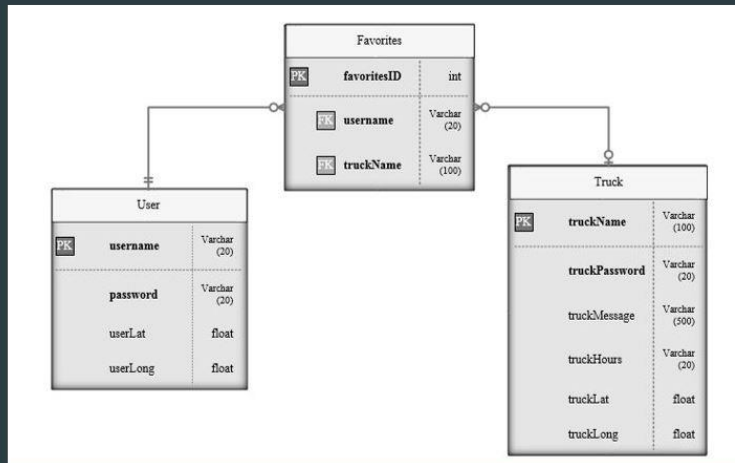 Favorites
PK favoritesID int
FK username Varchar
(20)
FK truckName Varchar
(100)
User
PK username Varchar
(20)
password Varchar
(20)
userLat float
userLong float
Truck
PK truckName Varchar
(100)
truckPassword Varchar
(20)
truckMessage Varchar
(500)
truckHours Varchar
(20)
truckLat float
truckLong float